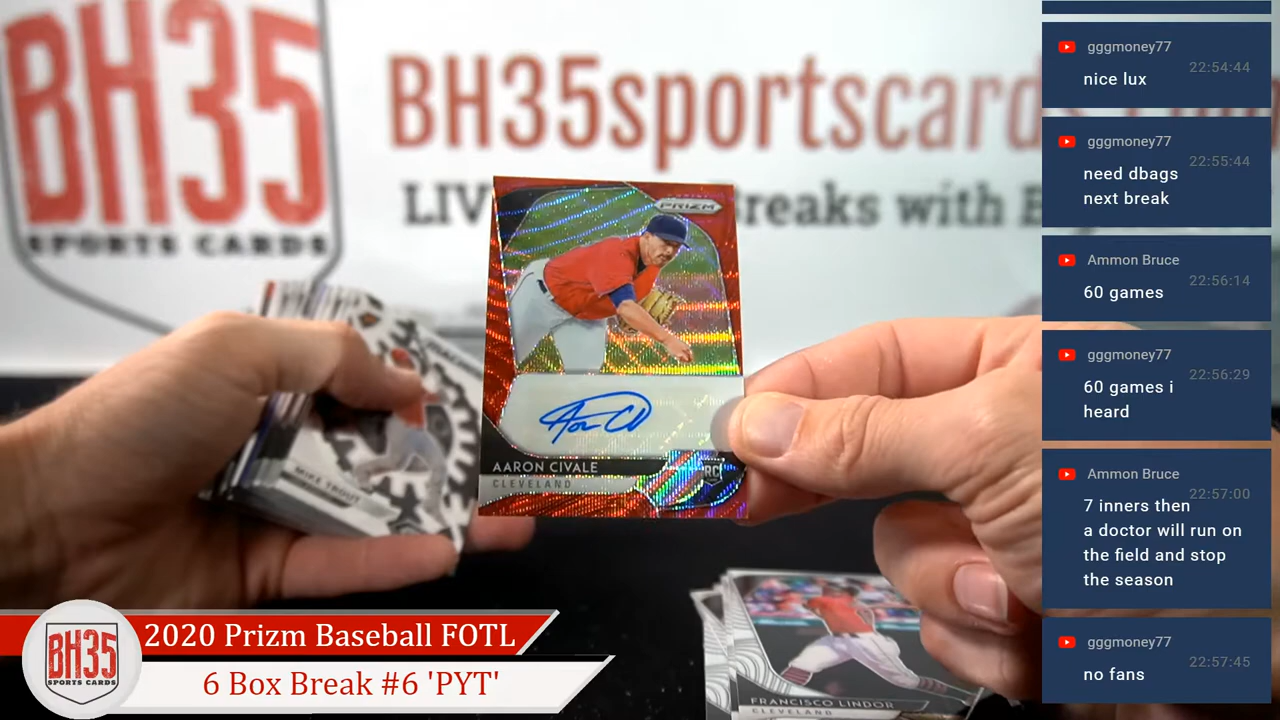 BH35
SPORTS CARDS
BH35sportscards
LIV
reaks with
PRIZM
AARON CIVALE
CLEVELAND
RC
MIKE TROUT
FRANCISCO LINDOR
CLEVELAND
BH35
SPORTS CARDS
2020 Prizm Baseball FOTL
6 Box Break #6 'PYT'
gggmoney77
22:54:44
nice lux
gggmoney77
22:55:44
need dbags
next break
Ammon Bruce
22:56:14
60 games
gggmoney77
22:56:29
60 games i
heard
Ammon Bruce
22:57:00
7 inners then
a doctor will run on
the field and stop
the season
gggmoney77
22:57:45
no fans